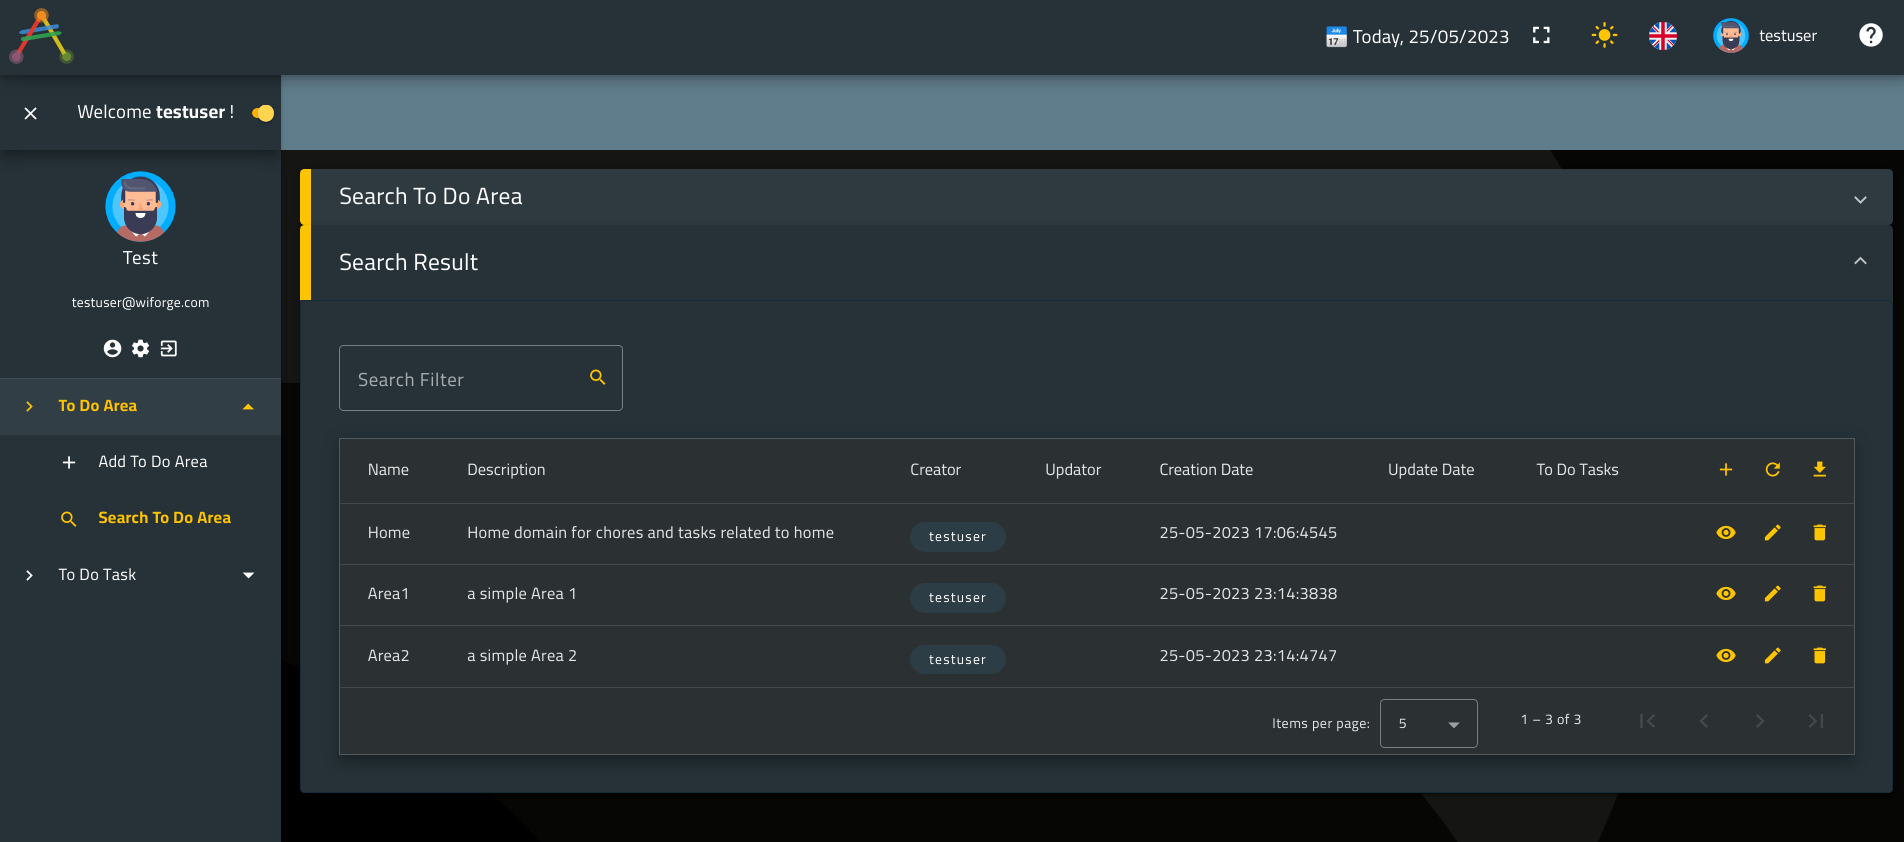 July
17
Today, 25/05/2023
testuser
Welcome testuser !
Test
testuser@wiforge.com
To Do Area
Add To Do Area
Search To Do Area
To Do Task
Search To Do Area
Search Result
Search Filter
Name Description Creator Updator Creation Date Update Date To Do Tasks
Home Home domain for chores and tasks related to home testuser 25-05-2023 17:06:4545
Area1 a simple Area 1 testuser 25-05-2023 23:14:3838
Area2 a simple Area 2 testuser 25-05-2023 23:14:4747
Items per page: 5 1 – 3 of 3